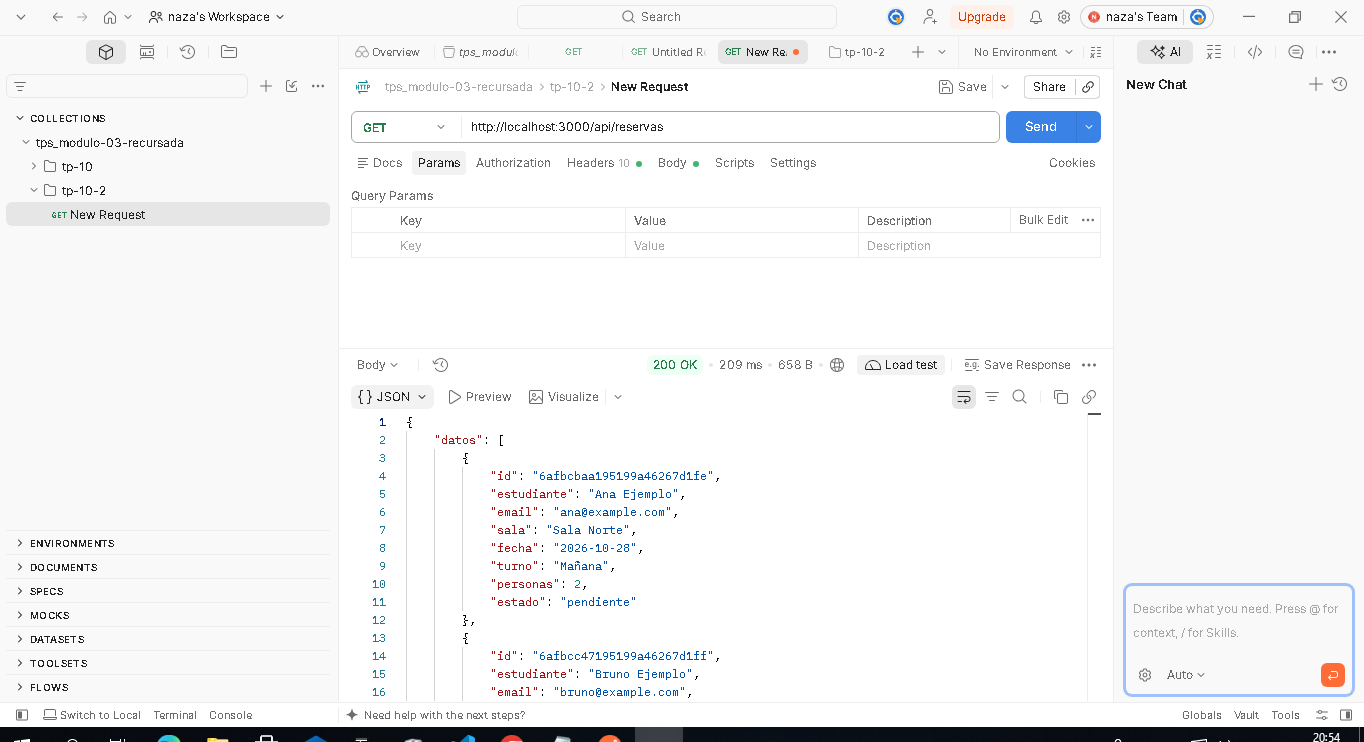 naza's Workspace
Search
Upgrade
N naza's Team
AI
COLLECTIONS
tps_modulo-03-recursada
tp-10
tp-10-2
GET New Request
ENVIRONMENTS
DOCUMENTS
SPECS
MOCKS
DATASETS
TOOLSETS
FLOWS
Overview
tps_modulo
GET
GET Untitled R
GET New Re
tp-10-2
No Environment
HTTP tps_modulo-03-recursada > tp-10-2 > New Request
Save
Share
GET http://localhost:3000/api/reservas
Send
Docs Params Authorization Headers 10 Body Scripts Settings Cookies
Query Params
Key Value Description Bulk Edit
Key Value Description
Body 200 OK 209 ms 658 B Load test e.g. Save Response
{ } JSON Preview Visualize
1 {
2 "datos": [
3 {
4 "id": "6afbcbaa195199a46267d1fe",
5 "estudiante": "Ana Ejemplo",
6 "email": "ana@example.com",
7 "sala": "Sala Norte",
8 "fecha": "2026-10-28",
9 "turno": "Mañana",
10 "personas": 2,
11 "estado": "pendiente"
12 },
13 {
14 "id": "6afbcc47195199a46267d1ff",
15 "estudiante": "Bruno Ejemplo",
16 "email": "bruno@example.com",
New Chat
Describe what you need. Press @ for
context, / for Skills.
Auto
Switch to Local Terminal Console
Need help with the next steps?
Globals Vault Tools
20:54